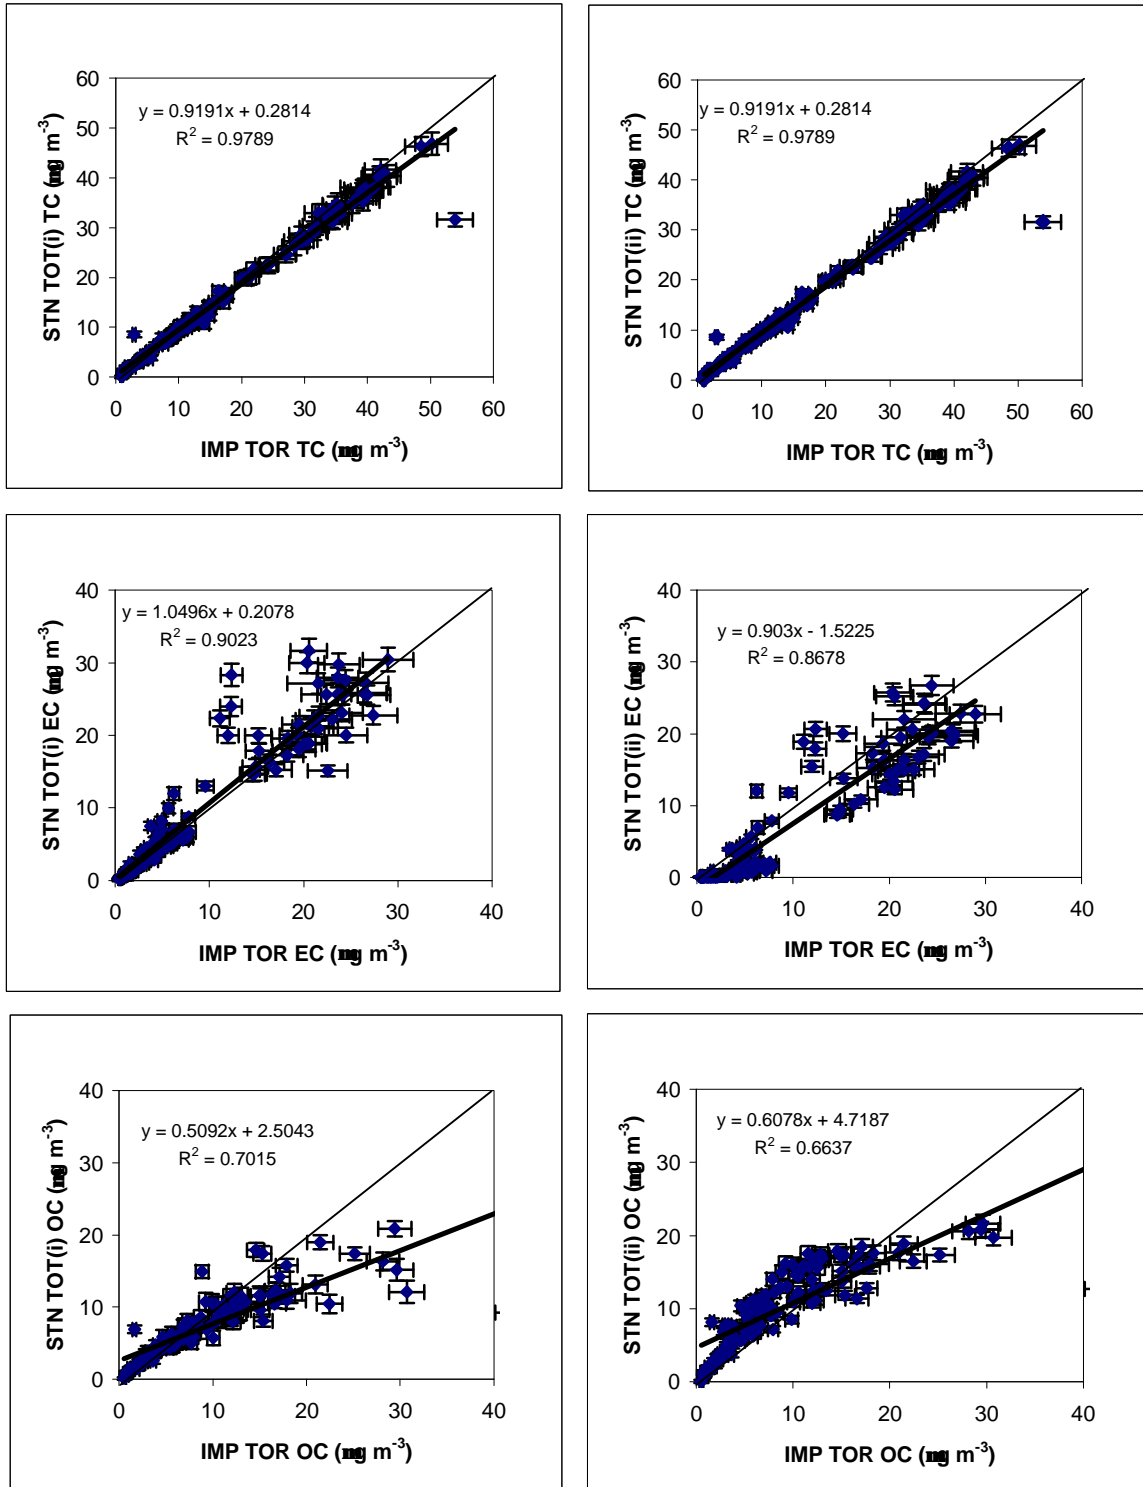 60
50
40
30
20
10
0
STN TOT(i) TC (mg m⁻³)
y = 0.9191x + 0.2814
R² = 0.9789
0 10 20 30 40 50 60
IMP TOR TC (mg m⁻³)
60
50
40
30
20
10
0
STN TOT(ii) TC (mg m⁻³)
y = 0.9191x + 0.2814
R² = 0.9789
0 10 20 30 40 50 60
IMP TOR TC (mg m⁻³)
40
30
20
10
0
STN TOT(i) EC (mg m⁻³)
y = 1.0496x + 0.2078
R² = 0.9023
0 10 20 30 40
IMP TOR EC (mg m⁻³)
40
30
20
10
0
STN TOT(ii) EC (mg m⁻³)
y = 0.903x - 1.5225
R² = 0.8678
0 10 20 30 40
IMP TOR EC (mg m⁻³)
40
30
20
10
0
STN TOT(i) OC (mg m⁻³)
y = 0.5092x + 2.5043
R² = 0.7015
0 10 20 30 40
IMP TOR OC (mg m⁻³)
40
30
20
10
0
STN TOT(ii) OC (mg m⁻³)
y = 0.6078x + 4.7187
R² = 0.6637
0 10 20 30 40
IMP TOR OC (mg m⁻³)